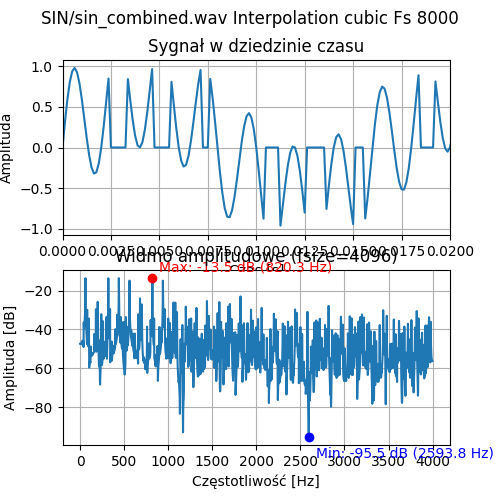 SIN/sin_combined.wav Interpolation cubic Fs 8000
Sygnał w dziedzinie czasu
Amplituda
1.0
0.5
0.0
−0.5
−1.0
0.0000 0.0025 0.0050 0.0075 0.0100 0.0125 0.0150 0.0175 0.0200
Widmo amplitudowe (fsize=4096)
Max: -13.5 dB (820.3 Hz)
Amplituda [dB]
−20
−40
−60
−80
Min: -95.5 dB (2593.8 Hz)
0 500 1000 1500 2000 2500 3000 3500 4000
Częstotliwość [Hz]